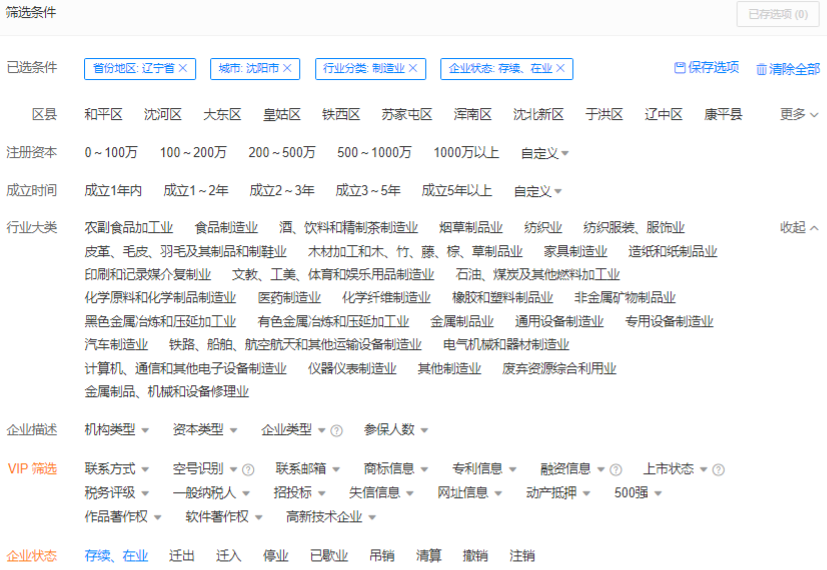 筛选条件 已存选项 (0)
已选条件 省份地区: 辽宁省 × 城市: 沈阳市 × 行业分类: 制造业 × 企业状态: 存续、在业 × 保存选项 清除全部
区县 和平区 沈河区 大东区 皇姑区 铁西区 苏家屯区 浑南区 沈北新区 于洪区 辽中区 康平县 更多
注册资本 0～100万 100～200万 200～500万 500～1000万 1000万以上 自定义
成立时间 成立1年内 成立1～2年 成立2～3年 成立3～5年 成立5年以上 自定义
行业大类 农副食品加工业 食品制造业 酒、饮料和精制茶制造业 烟草制品业 纺织业 纺织服装、服饰业 收起
皮革、毛皮、羽毛及其制品和制鞋业 木材加工和木、竹、藤、棕、草制品业 家具制造业 造纸和纸制品业
印刷和记录媒介复制业 文教、工美、体育和娱乐用品制造业 石油、煤炭及其他燃料加工业
化学原料和化学制品制造业 医药制造业 化学纤维制造业 橡胶和塑料制品业 非金属矿物制品业
黑色金属冶炼和压延加工业 有色金属冶炼和压延加工业 金属制品业 通用设备制造业 专用设备制造业
汽车制造业 铁路、船舶、航空航天和其他运输设备制造业 电气机械和器材制造业
计算机、通信和其他电子设备制造业 仪器仪表制造业 其他制造业 废弃资源综合利用业
金属制品、机械和设备修理业
企业描述 机构类型 资本类型 企业类型 ? 参保人数
VIP 筛选 联系方式 空号识别 ? 联系邮箱 商标信息 专利信息 融资信息 ? 上市状态 ?
税务评级 一般纳税人 招投标 失信信息 网址信息 动产抵押 500强
作品著作权 软件著作权 高新技术企业
企业状态 存续、在业 迁出 迁入 停业 已歇业 吊销 清算 撤销 注销